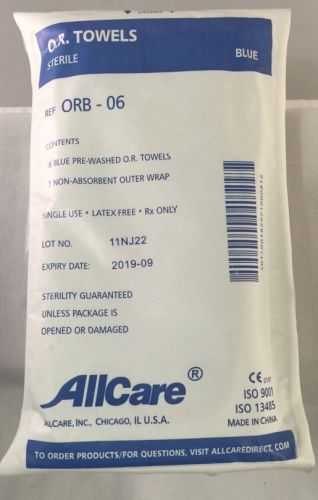 O.R. TOWELS
STERILE
BLUE
REF ORB - 06
CONTENTS
6 BLUE PRE-WASHED O.R. TOWELS
1 NON-ABSORBENT OUTER WRAP
SINGLE USE • LATEX FREE • Rx ONLY
LOT NO. 11NJ22
EXPIRY DATE: 2019-09
STERILITY GUARANTEED
UNLESS PACKAGE IS
OPENED OR DAMAGED
AllCare®
ALLCARE, INC., CHICAGO, IL U.S.A.
CE
ISO 9001
ISO 13485
MADE IN CHINA
TO ORDER PRODUCTS/FOR QUESTIONS, VISIT ALLCAREDIRECT.COM